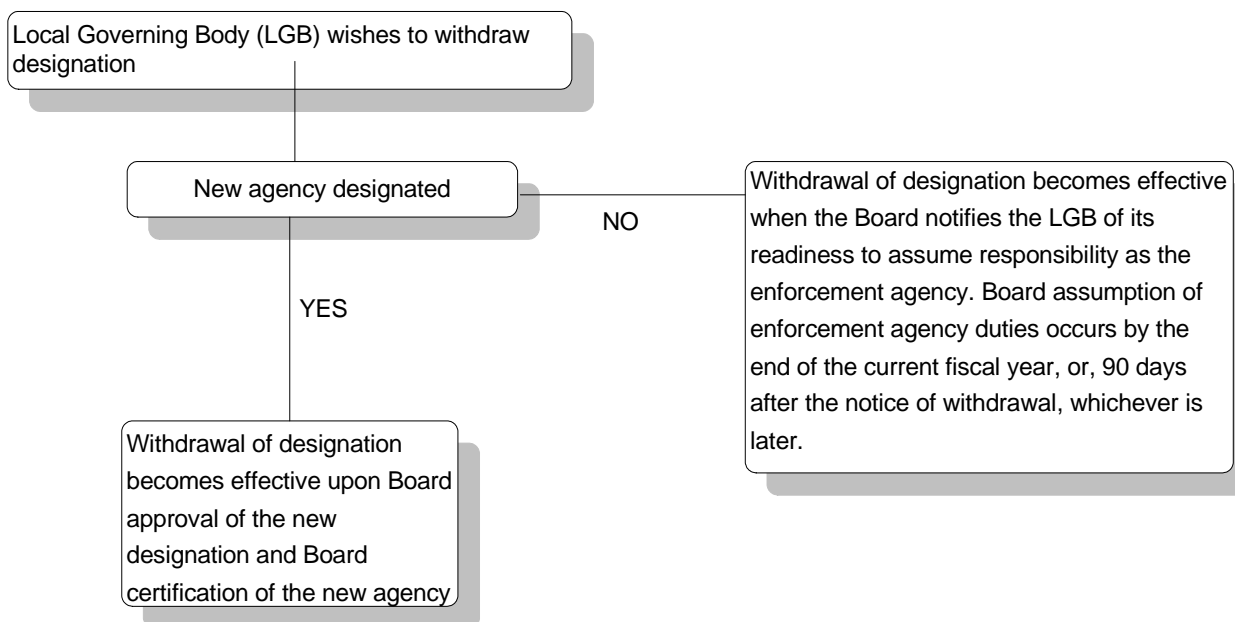 Local Governing Body (LGB) wishes to withdraw
designation
New agency designated
NO
YES
Withdrawal of designation becomes effective
when the Board notifies the LGB of its
readiness to assume responsibility as the
enforcement agency. Board assumption of
enforcement agency duties occurs by the
end of the current fiscal year, or, 90 days
after the notice of withdrawal, whichever is
later.
Withdrawal of designation
becomes effective upon Board
approval of the new
designation and Board
certification of the new agency